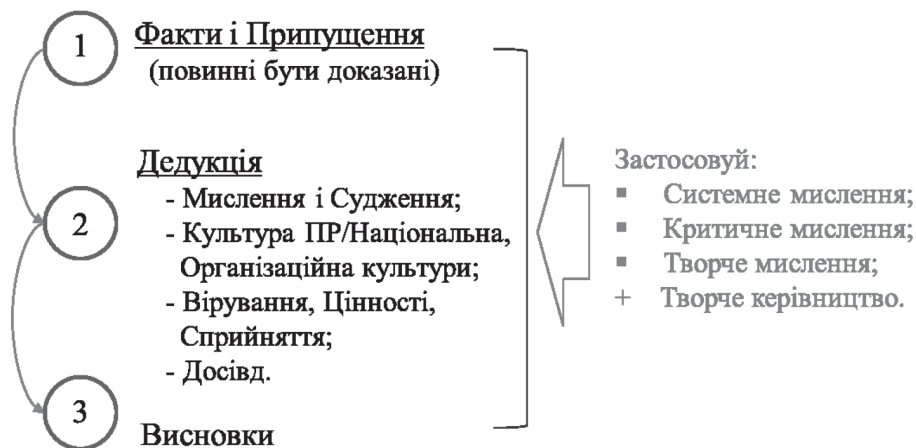 1
Факти і Припущення
(повинні бути доказані)
2
Дедукція
- Мислення і Судження;
- Культура ПР/Національна,
Організаційна культури;
- Вірування, Цінності,
Сприйняття;
- Досівд.
3
Висновки
Застосовуй:
▪ Системне мислення;
▪ Критичне мислення;
▪ Творче мислення;
+ Творче керівництво.